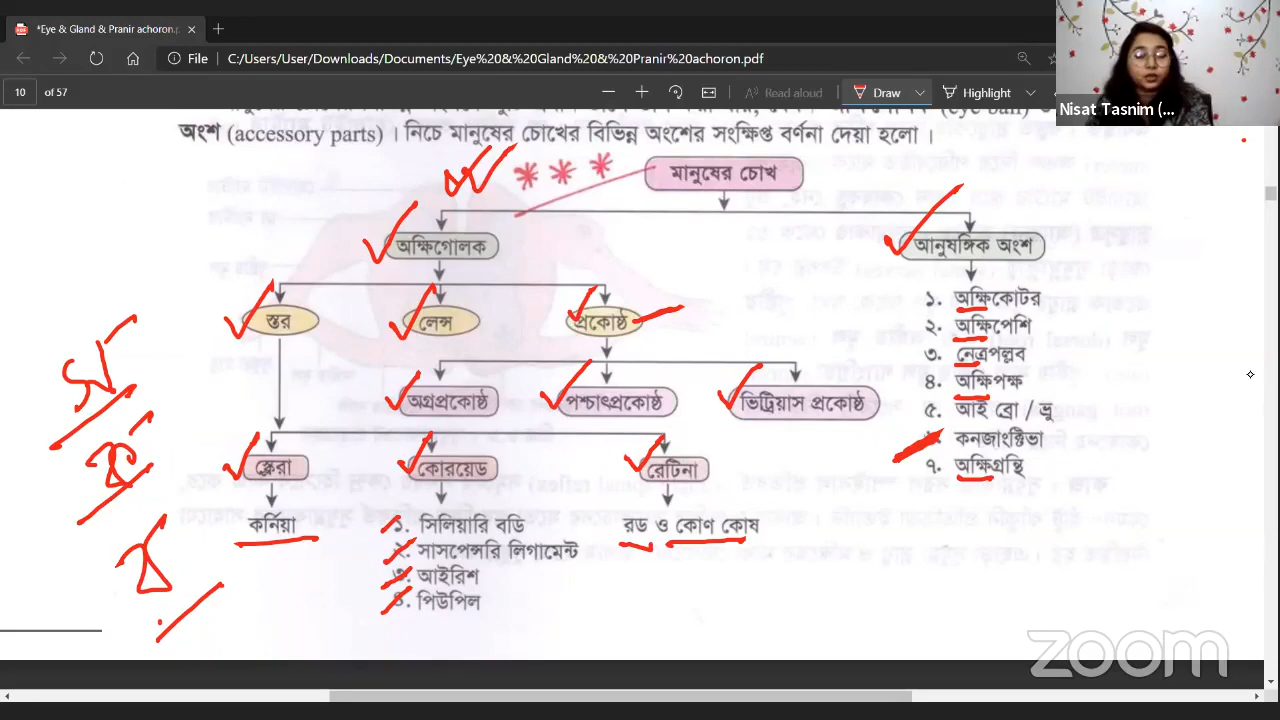 *Eye & Gland & Pranir achoron.p
File C:/Users/User/Downloads/Documents/Eye%20&%20Gland%20&%20Pranir%20achoron.pdf
10 of 57
Read aloud
Draw
Highlight
Nisat Tasnim (...
(eye ball)
অংশ (accessory parts) । নিচে মানুষের চোখের বিভিন্ন অংশের সংক্ষিপ্ত বর্ণনা দেয়া হলো ।
মানুষের চোখ
অক্ষিগোলক
আনুষঙ্গিক অংশ
স্তর
লেন্স
প্রকোষ্ঠ
অগ্রপ্রকোষ্ঠ
পশ্চাৎপ্রকোষ্ঠ
ভিট্রিয়াস প্রকোষ্ঠ
স্ক্লেরা
কোরয়েড
রেটিনা
কর্নিয়া
১. সিলিয়ারি বডি
২. সাসপেন্সরি লিগামেন্ট
৩. আইরিশ
৪. পিউপিল
রড ও কোণ কোষ
১. অক্ষিকোটর
২. অক্ষিপেশি
৩. নেত্রপল্লব
৪. অক্ষিপক্ষ
৫. আই ব্রো / ভ্রূ
কনজাংক্টিভা
৭. অক্ষিগ্রন্থি
zoom